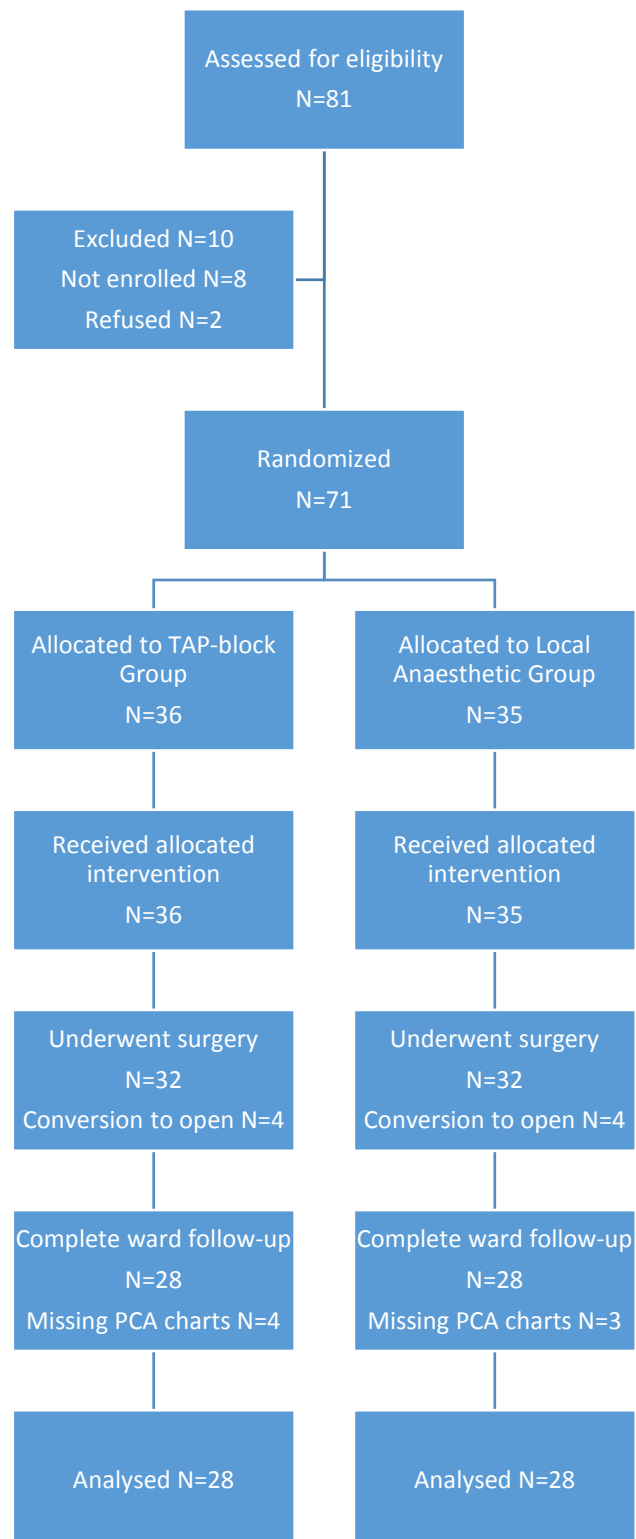 Assessed for eligibility
N=81
Excluded N=10
Not enrolled N=8
Refused N=2
Randomized
N=71
Allocated to TAP-block
Group
N=36
Allocated to Local
Anaesthetic Group
N=35
Received allocated
intervention
N=36
Received allocated
intervention
N=35
Underwent surgery
N=32
Conversion to open N=4
Underwent surgery
N=32
Conversion to open N=4
Complete ward follow-up
N=28
Missing PCA charts N=4
Complete ward follow-up
N=28
Missing PCA charts N=3
Analysed N=28
Analysed N=28